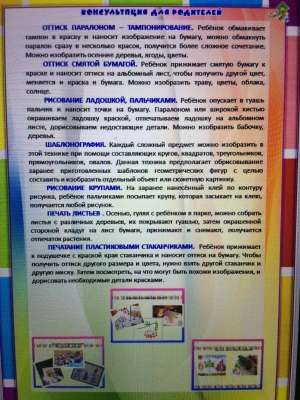 КОНСУЛЬТАЦИЯ ДЛЯ РОДИТЕЛЕЙ
ОТТИСК ПАРАЛОНОМ – ТАМПОНИРОВАНИЕ. Ребёнок обмакивает
тампон в краску и наносит изображение на бумагу, можно обмакнуть
паралон сразу в несколько красок, получится более сложное сочетание.
Можно изобразить осенние деревья, ягоды, цветы.
ОТТИСК СМЯТОЙ БУМАГОЙ. Ребёнок прижимает смятую бумагу к
краске и наносит оттиск на альбомный лист, чтобы получить другой цвет,
меняется и краска и бумага. Можно изобразить траву, цветы, облака,
солнце.
РИСОВАНИЕ ЛАДОШКОЙ, ПАЛЬЧИКАМИ. Ребёнок опускает в гуашь
пальчик и наносит точки на бумагу. Паралоном или широкой кистью
окрашиваем ладошку краской, отпечатываем ладошку на альбомном
листе, дорисовываем недостающие детали. Можно изобразить бабочку,
деревья.
ШАБЛОНОГРАФИЯ. Каждый сложный предмет можно изобразить в
этой технике при помощи составляющих кругов, квадратов, треугольников,
прямоугольников, овалов. Данная техника предполагает обрисовывание
заранее приготовленных шаблонов геометрических фигур с целью
составить и изобразить отдельный объект или сюжетную картинку.
РИСОВАНИЕ КРУПАМИ. На заранее нанесённый клей по контуру
рисунка, ребёнок пальчиками посыпает крупу, которая засыхает на клею,
получается любой рисунок.
ПЕЧАТЬ ЛИСТЬЕВ . Осенью, гуляя с ребёнком в парке, можно собрать
листья с различных деревьев, их покрывают гуашью, затем окрашенной
стороной кладут на лист бумаги, прижимают и снимают, получается
отпечаток растения.
ПЕЧАТАНИЕ ПЛАСТИКОВЫМИ СТАКАНЧИКАМИ. Ребёнок прижимает
к подушечке с краской края стаканчика и наносит оттиск на бумагу. Чтобы
получить оттиск другого размера и цвета, нужно взять другой стаканчик и
другую миску. Затем посмотреть, на что могут быть похожи изображения, и
дорисовать необходимые детали красками.